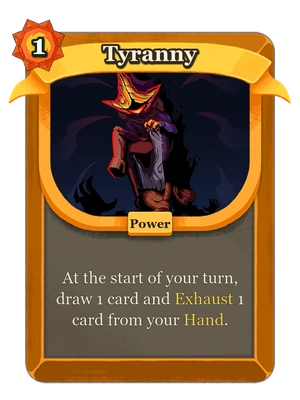 1
Tyranny
Power
At the start of your turn,
draw 1 card and Exhaust 1
card from your Hand.